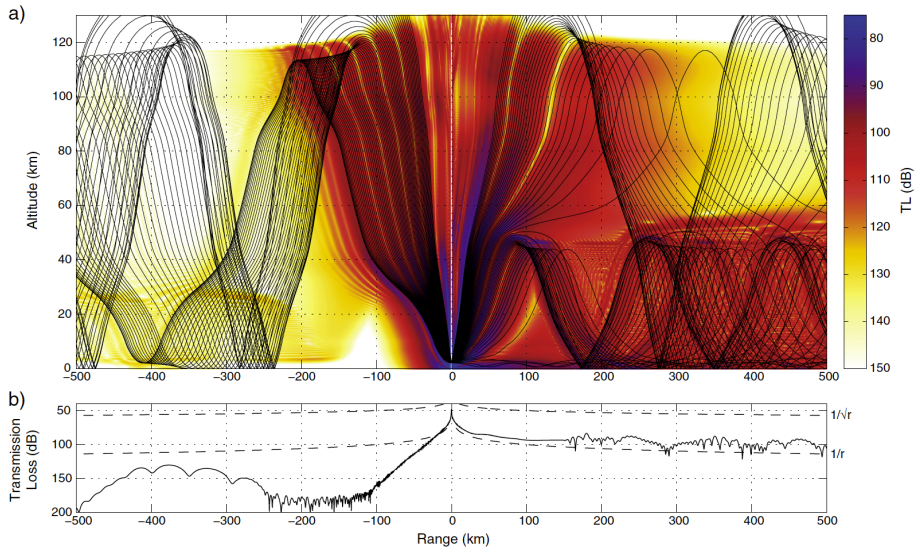 a)
120
100
80
60
40
20
0
Altitude (km)
−500 −400 −300 −200 −100 0 100 200 300 400 500
80
90
100
110
120
130
140
150
TL (dB)
b)
50
100
150
200
Transmission
Loss (dB)
1/√r
1/r
−500 −400 −300 −200 −100 0 100 200 300 400 500
Range (km)